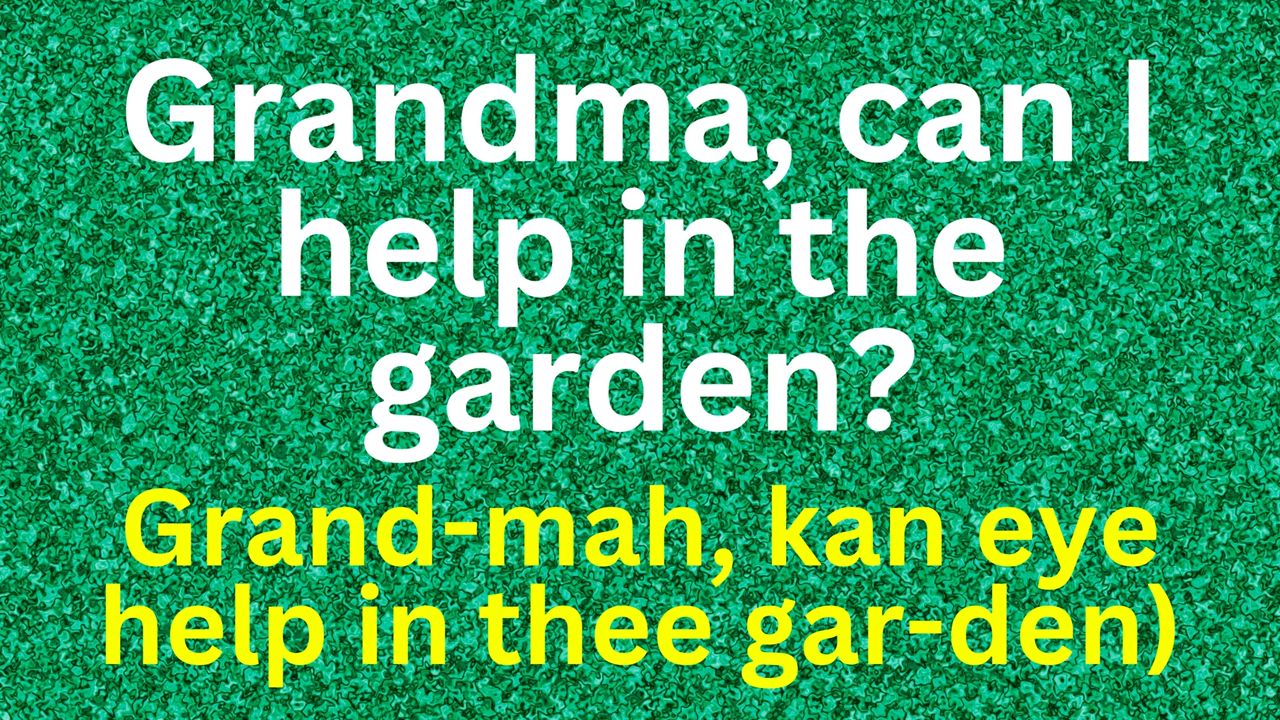 Grandma, can I
help in the
garden?
Grand-mah, kan eye
help in thee gar-den)